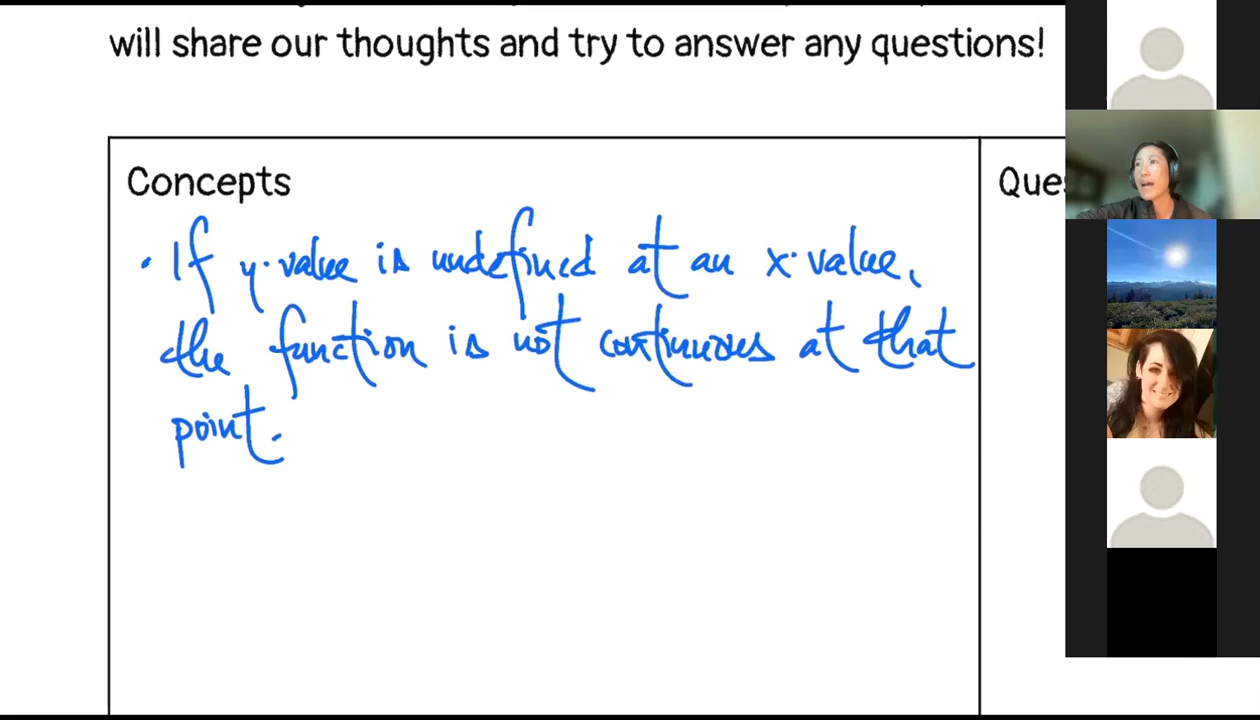 will share our thoughts and try to answer any questions!
Concepts
Ques
· If y-value is undefined at an x-value,
the function is not continuous at that
point.